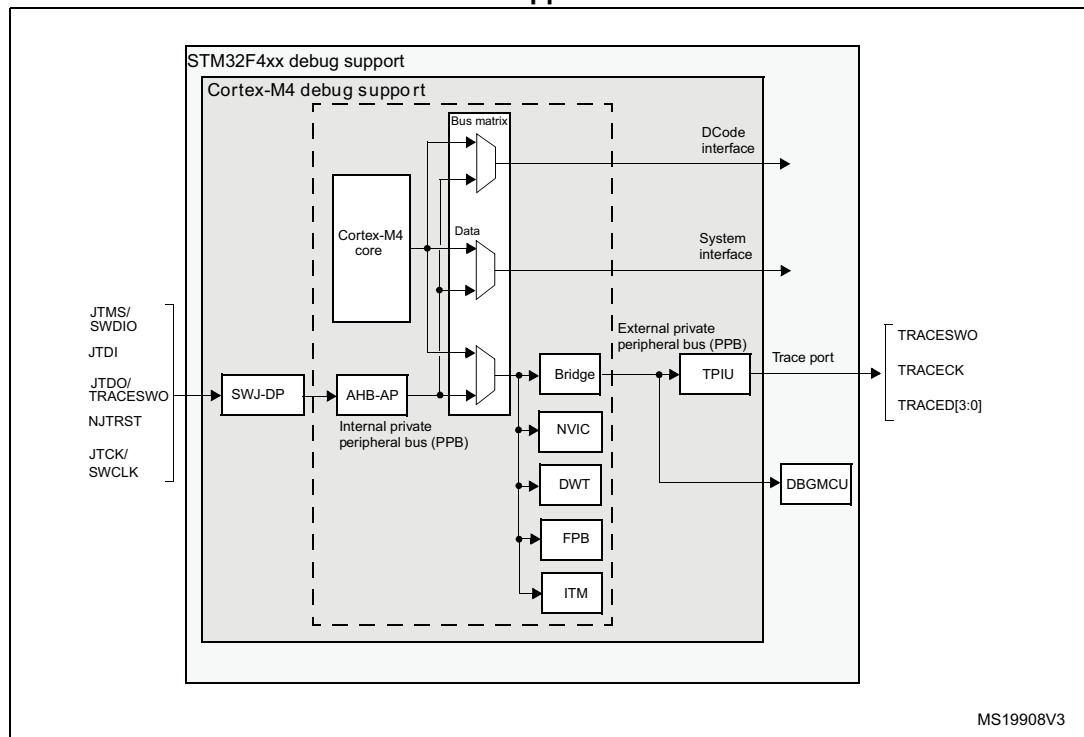 STM32F4xx debug support
Cortex-M4 debug support
Bus matrix
DCode
interface
Cortex-M4
core
Data
System
interface
JTMS/
SWDIO
JTDI
JTDO/
TRACESWO
NJTRST
JTCK/
SWCLK
SWJ-DP
AHB-AP
Internal private
peripheral bus (PPB)
External private
peripheral bus (PPB)
Bridge
NVIC
DWT
FPB
ITM
TPIU
Trace port
DBGMCU
TRACESWO
TRACECK
TRACED[3:0]
MS19908V3